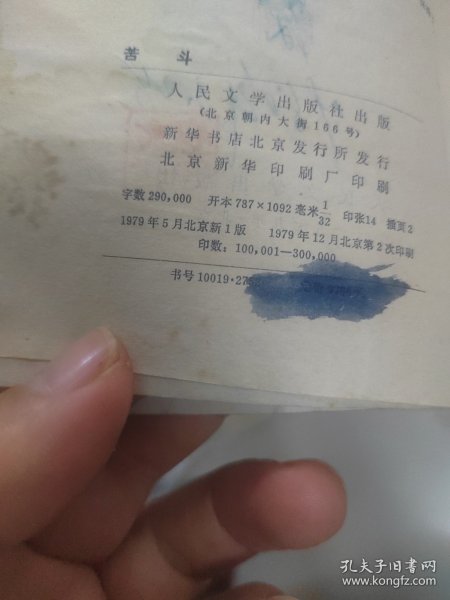 苦 斗
人民文学出版社出版
（北京朝内大街166号）
新华书店北京发行所发行
北京新华印刷厂印刷
字数290,000 开本787×1092毫米 1/32 印张14 插页2
1979年5月北京新1版 1979年12月北京第2次印刷
印数：100,001—300,000
书号10019·27
孔夫子旧书网
www.kongfz.com